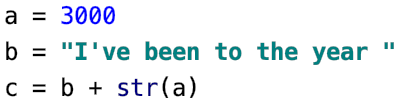 a = 3000
b = "I've been to the year "
c = b + str(a)